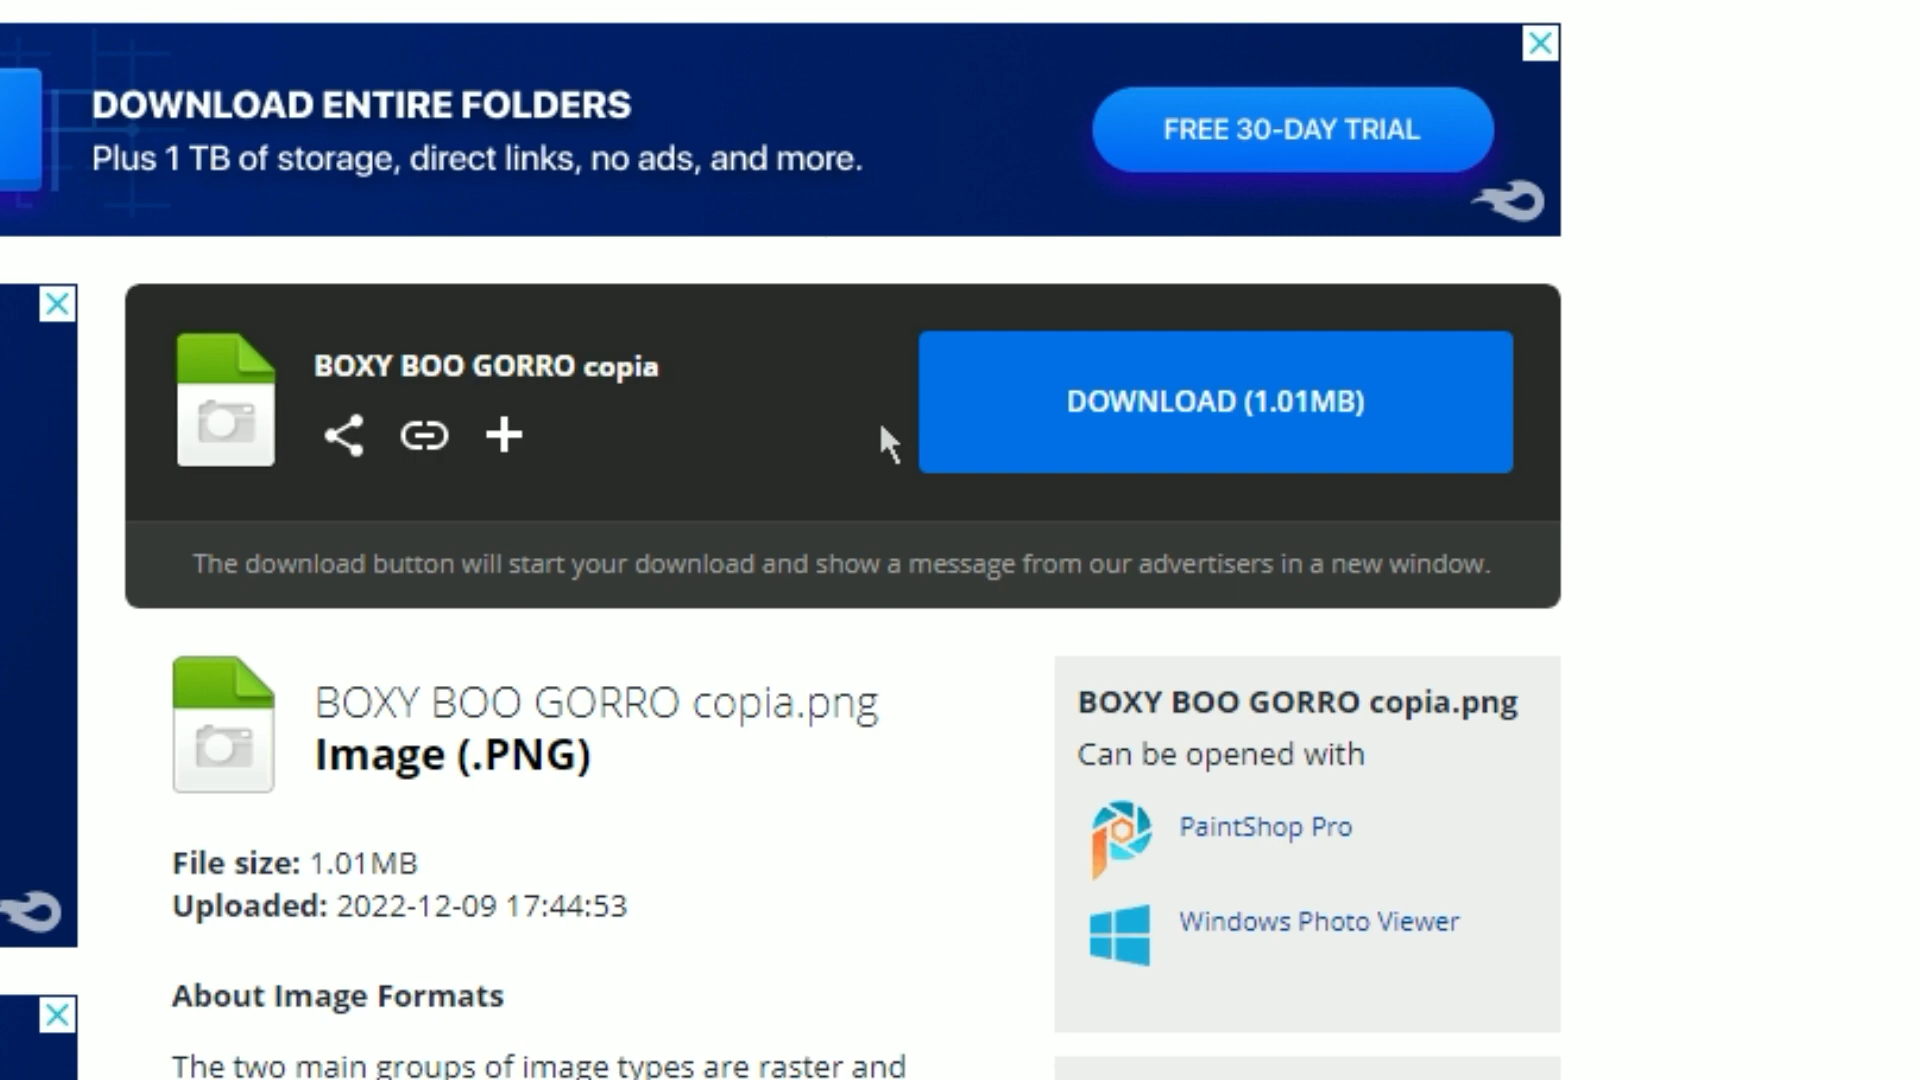 DOWNLOAD ENTIRE FOLDERS
Plus 1 TB of storage, direct links, no ads, and more.
FREE 30-DAY TRIAL
BOXY BOO GORRO copia
DOWNLOAD (1.01MB)
The download button will start your download and show a message from our advertisers in a new window.
BOXY BOO GORRO copia.png
Image (.PNG)
File size: 1.01MB
Uploaded: 2022-12-09 17:44:53
About Image Formats
The two main groups of image types are raster and
BOXY BOO GORRO copia.png
Can be opened with
PaintShop Pro
Windows Photo Viewer